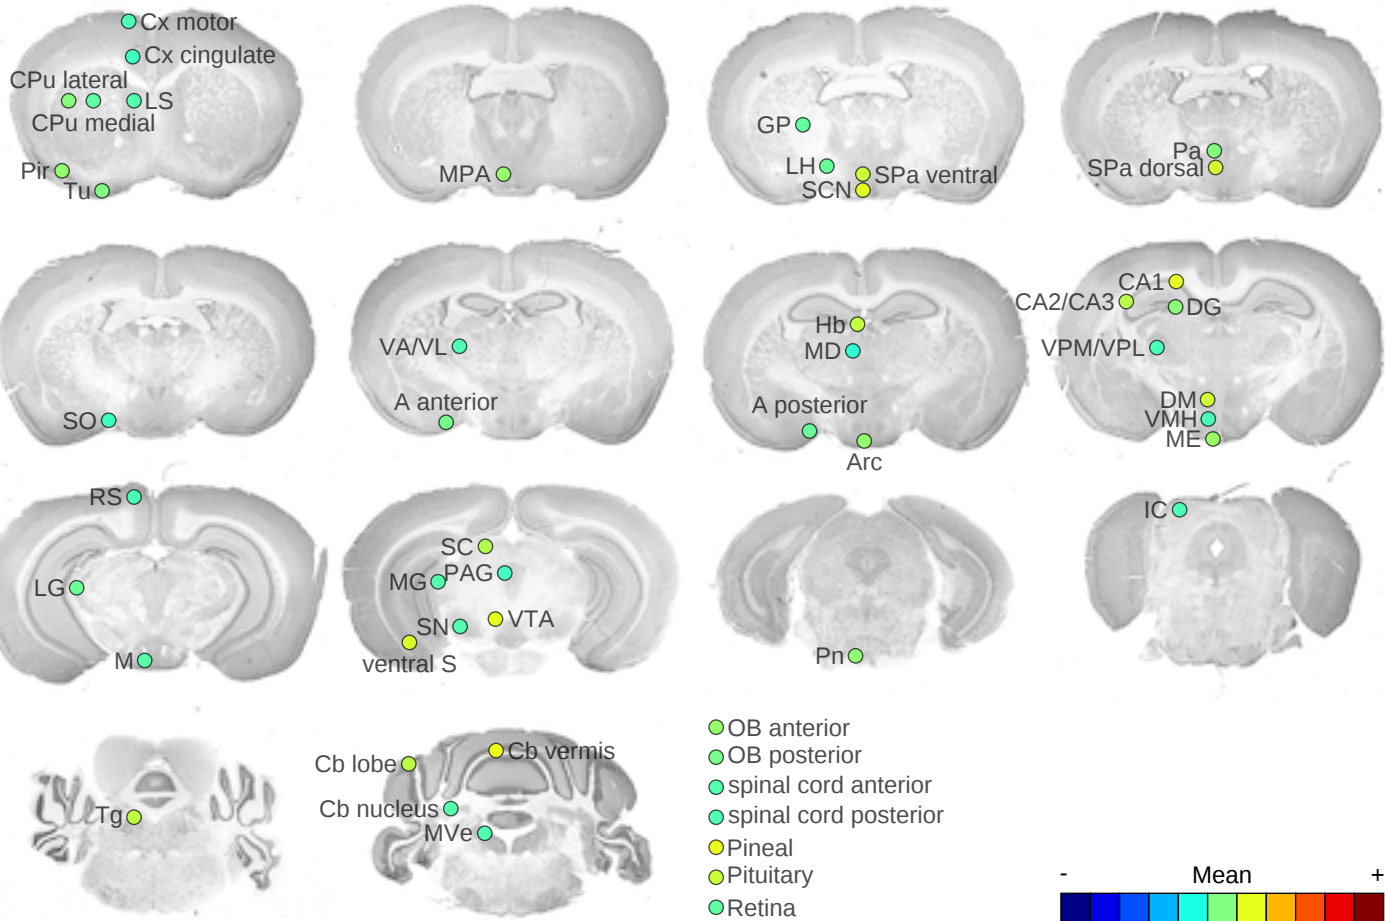 Cx motor
Cx cingulate
CPu lateral
LS
CPu medial
Pir
Tu
MPA
GP
LH
SPa ventral
SCN
Pa
SPa dorsal
SO
VA/VL
A anterior
Hb
MD
A posterior
Arc
CA1
CA2/CA3
DG
VPM/VPL
DM
VMH
ME
RS
LG
M
SC
PAG
MG
SN
VTA
ventral S
Pn
IC
Tg
Cb lobe
Cb vermis
Cb nucleus
MVe
OB anterior
OB posterior
spinal cord anterior
spinal cord posterior
Pineal
Pituitary
Retina
- Mean +